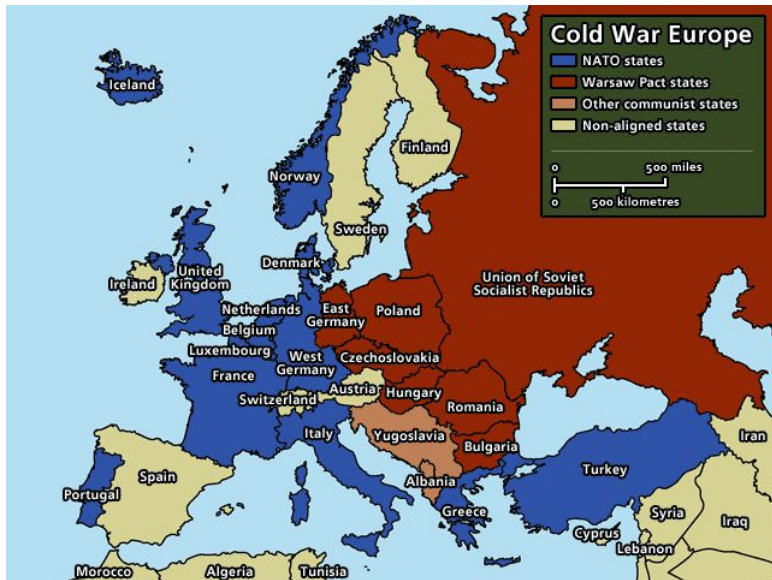 Cold War Europe
NATO states
Warsaw Pact states
Other communist states
Non-aligned states
0 500 miles
0 500 kilometres
Iceland
Finland
Norway
Sweden
Denmark
United
Kingdom
Ireland
Union of Soviet
Socialist Republics
Netherlands
East
Germany
Poland
Belgium
Luxembourg
West
Germany
Czechoslovakia
France
Austria
Hungary
Switzerland
Romania
Italy
Yugoslavia
Bulgaria
Iran
Turkey
Spain
Portugal
Albania
Greece
Syria
Iraq
Cyprus
Lebanon
Morocco
Algeria
Tunisia